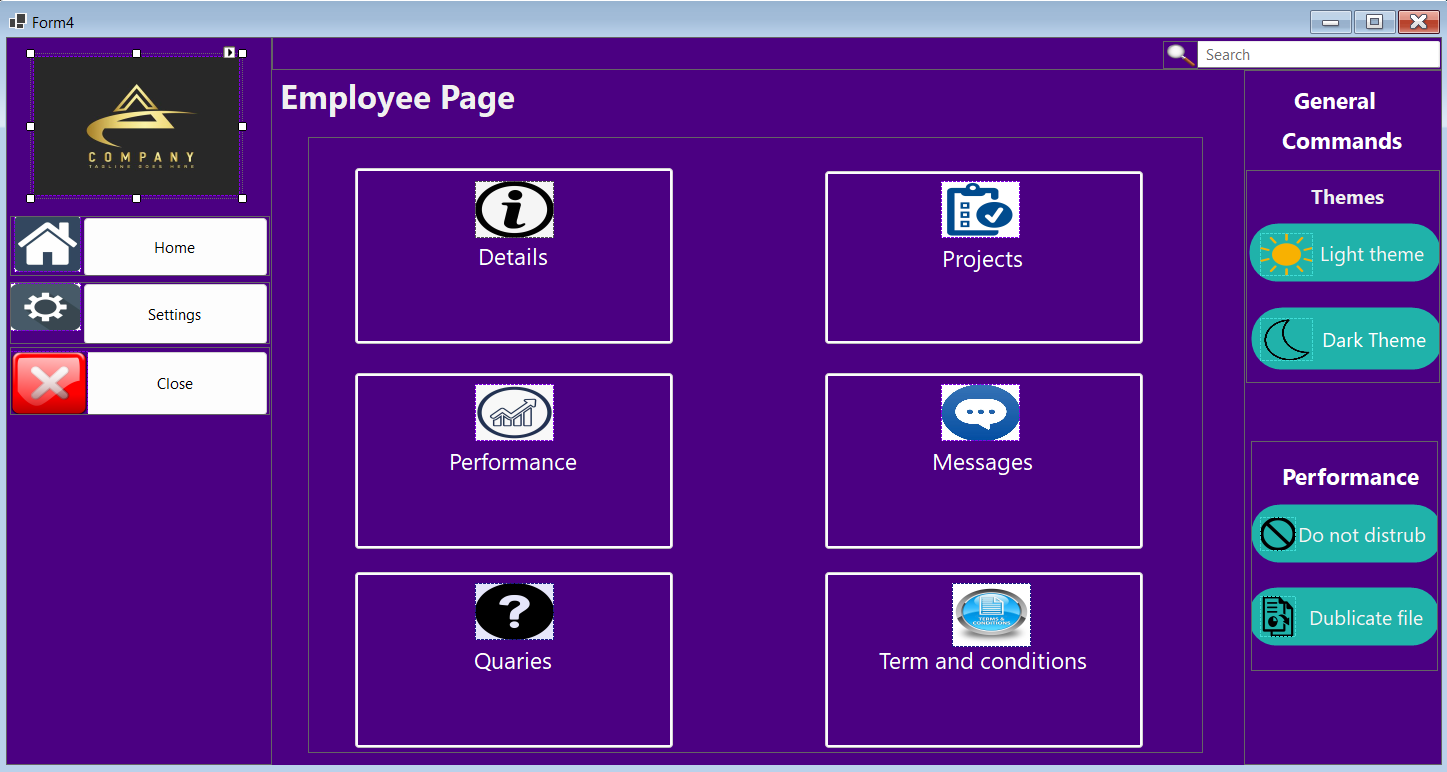 Form4
Search
COMPANY
TAGLINE GOES HERE
Home
Settings
Close
Employee Page
Details
Projects
Performance
Messages
Quaries
TERMS &
CONDITIONS
Term and conditions
General
Commands
Themes
Light theme
Dark Theme
Performance
Do not distrub
Dublicate file